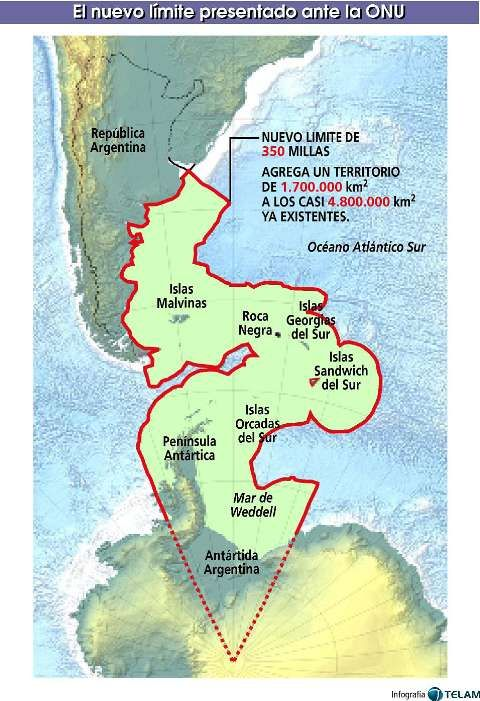 El nuevo límite presentado ante la ONU
República
Argentina
NUEVO LIMITE DE
350 MILLAS
AGREGA UN TERRITORIO
DE 1.700.000 km²
A LOS CASI 4.800.000 km²
YA EXISTENTES.
Océano Atlántico Sur
Islas
Malvinas
Roca
Negra
Islas
Georgias
del Sur
Islas
Sandwich
del Sur
Islas
Orcadas
del Sur
Península
Antártica
Mar de
Weddell
Antártida
Argentina
Infografía TELAM